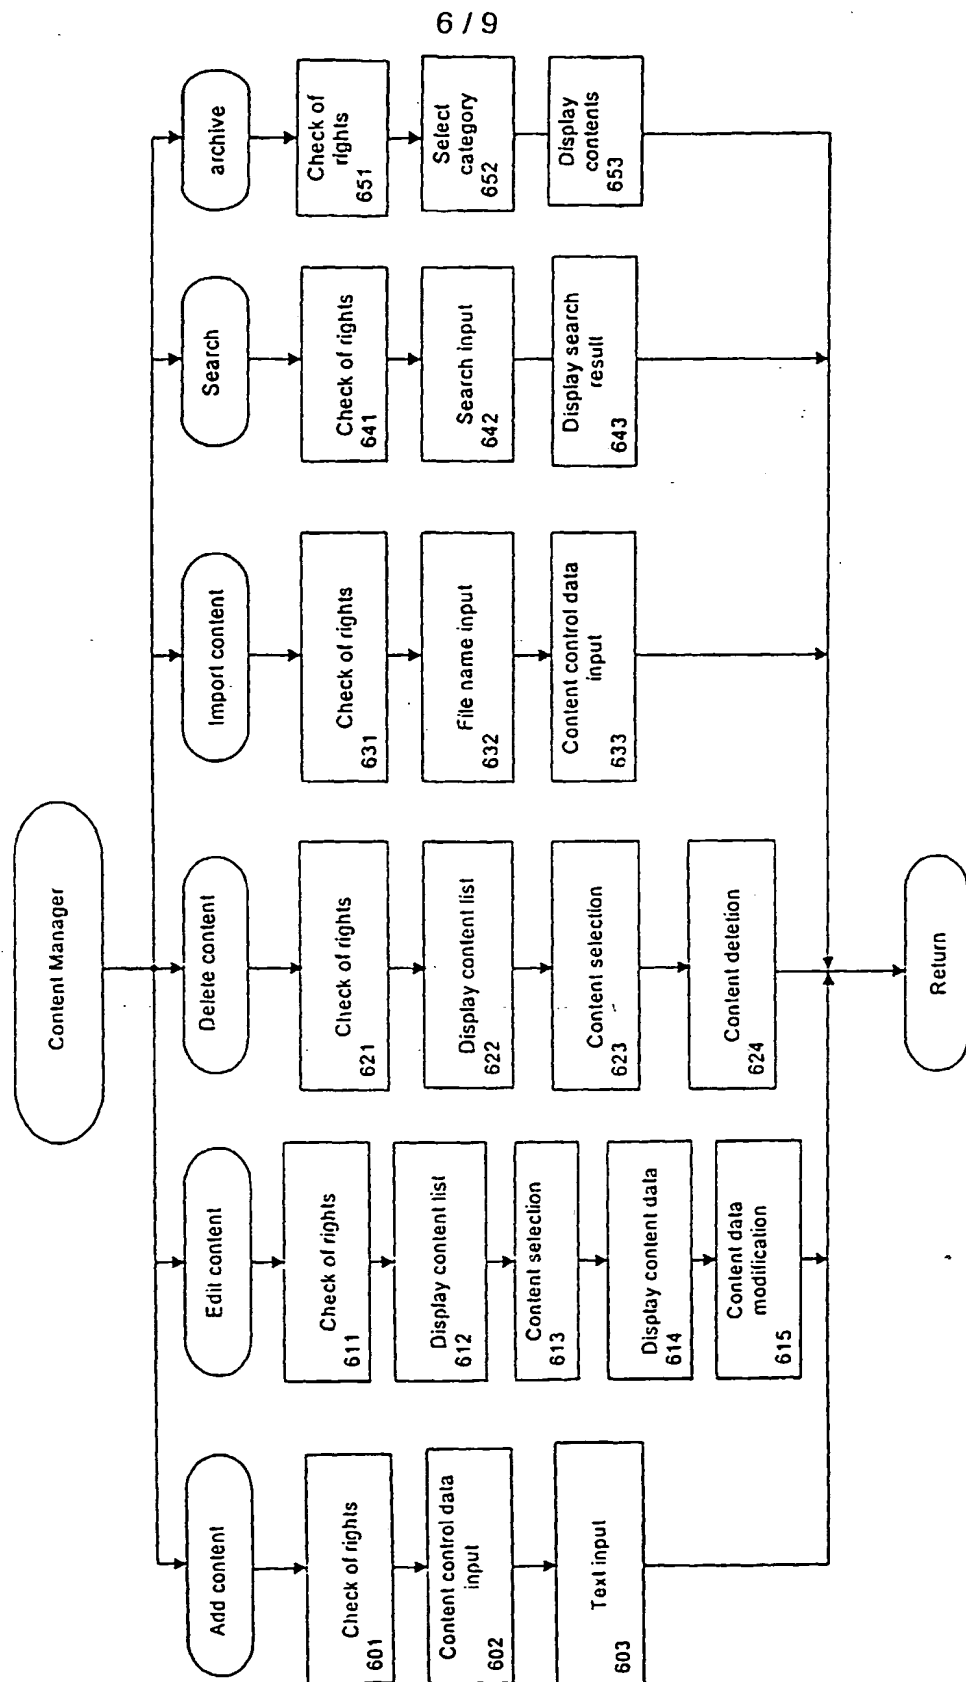 6 / 9
Content Manager
Add content
Check of rights
601
Content control data
input
602
Text input
603
Edit content
Check of rights
611
Display content list
612
Content selection
613
Display content data
614
Content data
modification
615
Delete content
Check of rights
621
Display content list
622
Content selection
623
Content deletion
624
Import content
Check of rights
631
File name input
632
Content control data
input
633
Search
Check of rights
641
Search input
642
Display search
result
643
archive
Check of
rights
651
Select
category
652
Display
contents
653
Return